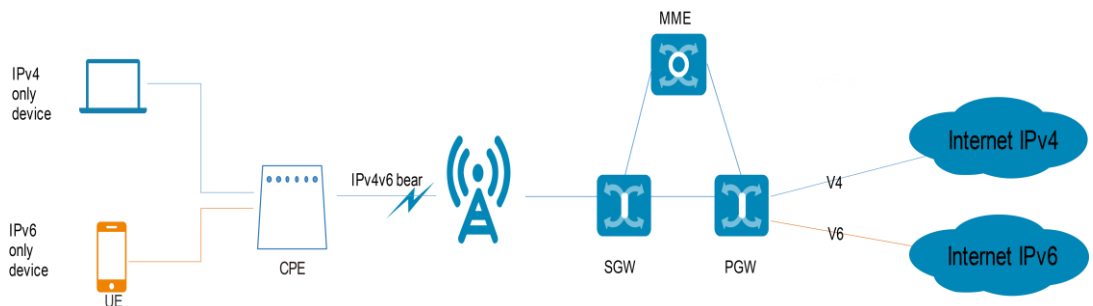 MME
IPv4
only
device
Internet IPv4
IPv4v6 bear
V4
IPv6
only
device
V6
Internet IPv6
CPE
SGW
PGW
UE